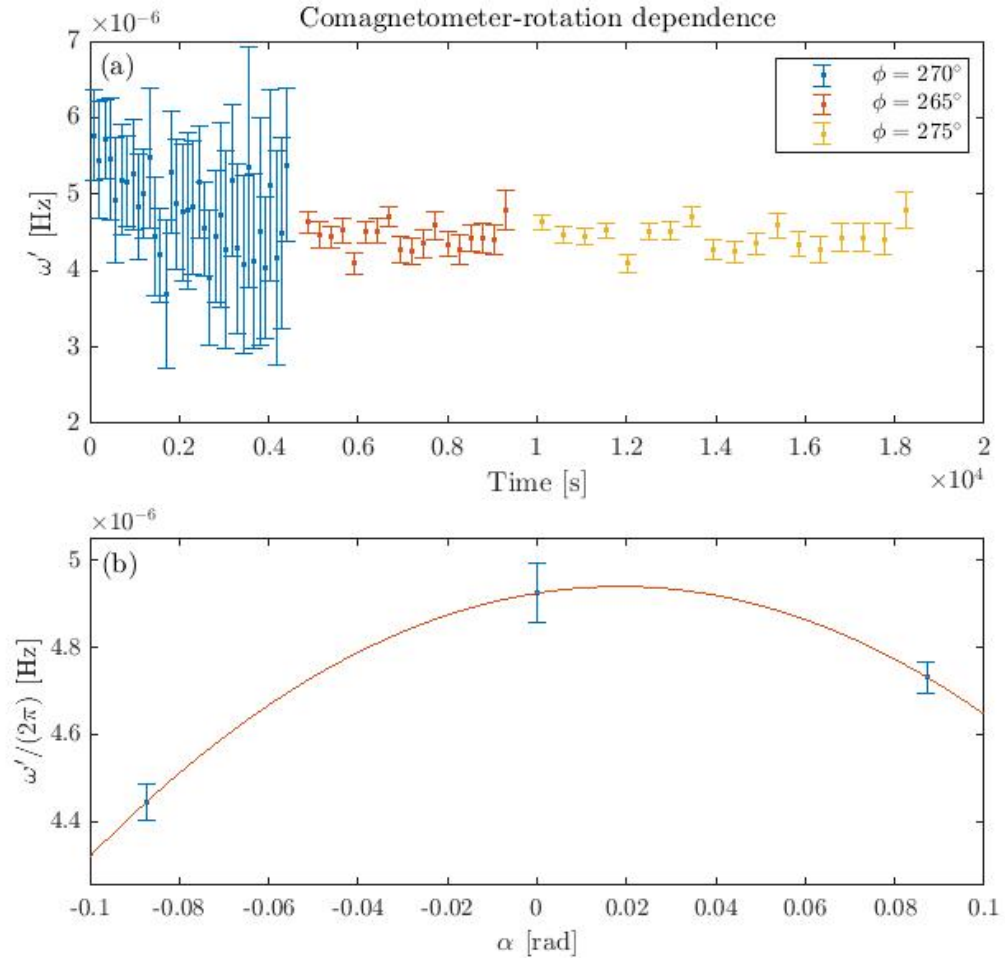 Comagnetometer-rotation dependence
×10⁻⁶
(a)
7
6
5
4
3
2
ω′ [Hz]
ϕ = 270°
ϕ = 265°
ϕ = 275°
0 0.2 0.4 0.6 0.8 1 1.2 1.4 1.6 1.8 2
Time [s]
×10⁴
×10⁻⁶
(b)
5
4.8
4.6
4.4
ω′/(2π) [Hz]
-0.1 -0.08 -0.06 -0.04 -0.02 0 0.02 0.04 0.06 0.08 0.1
α [rad]